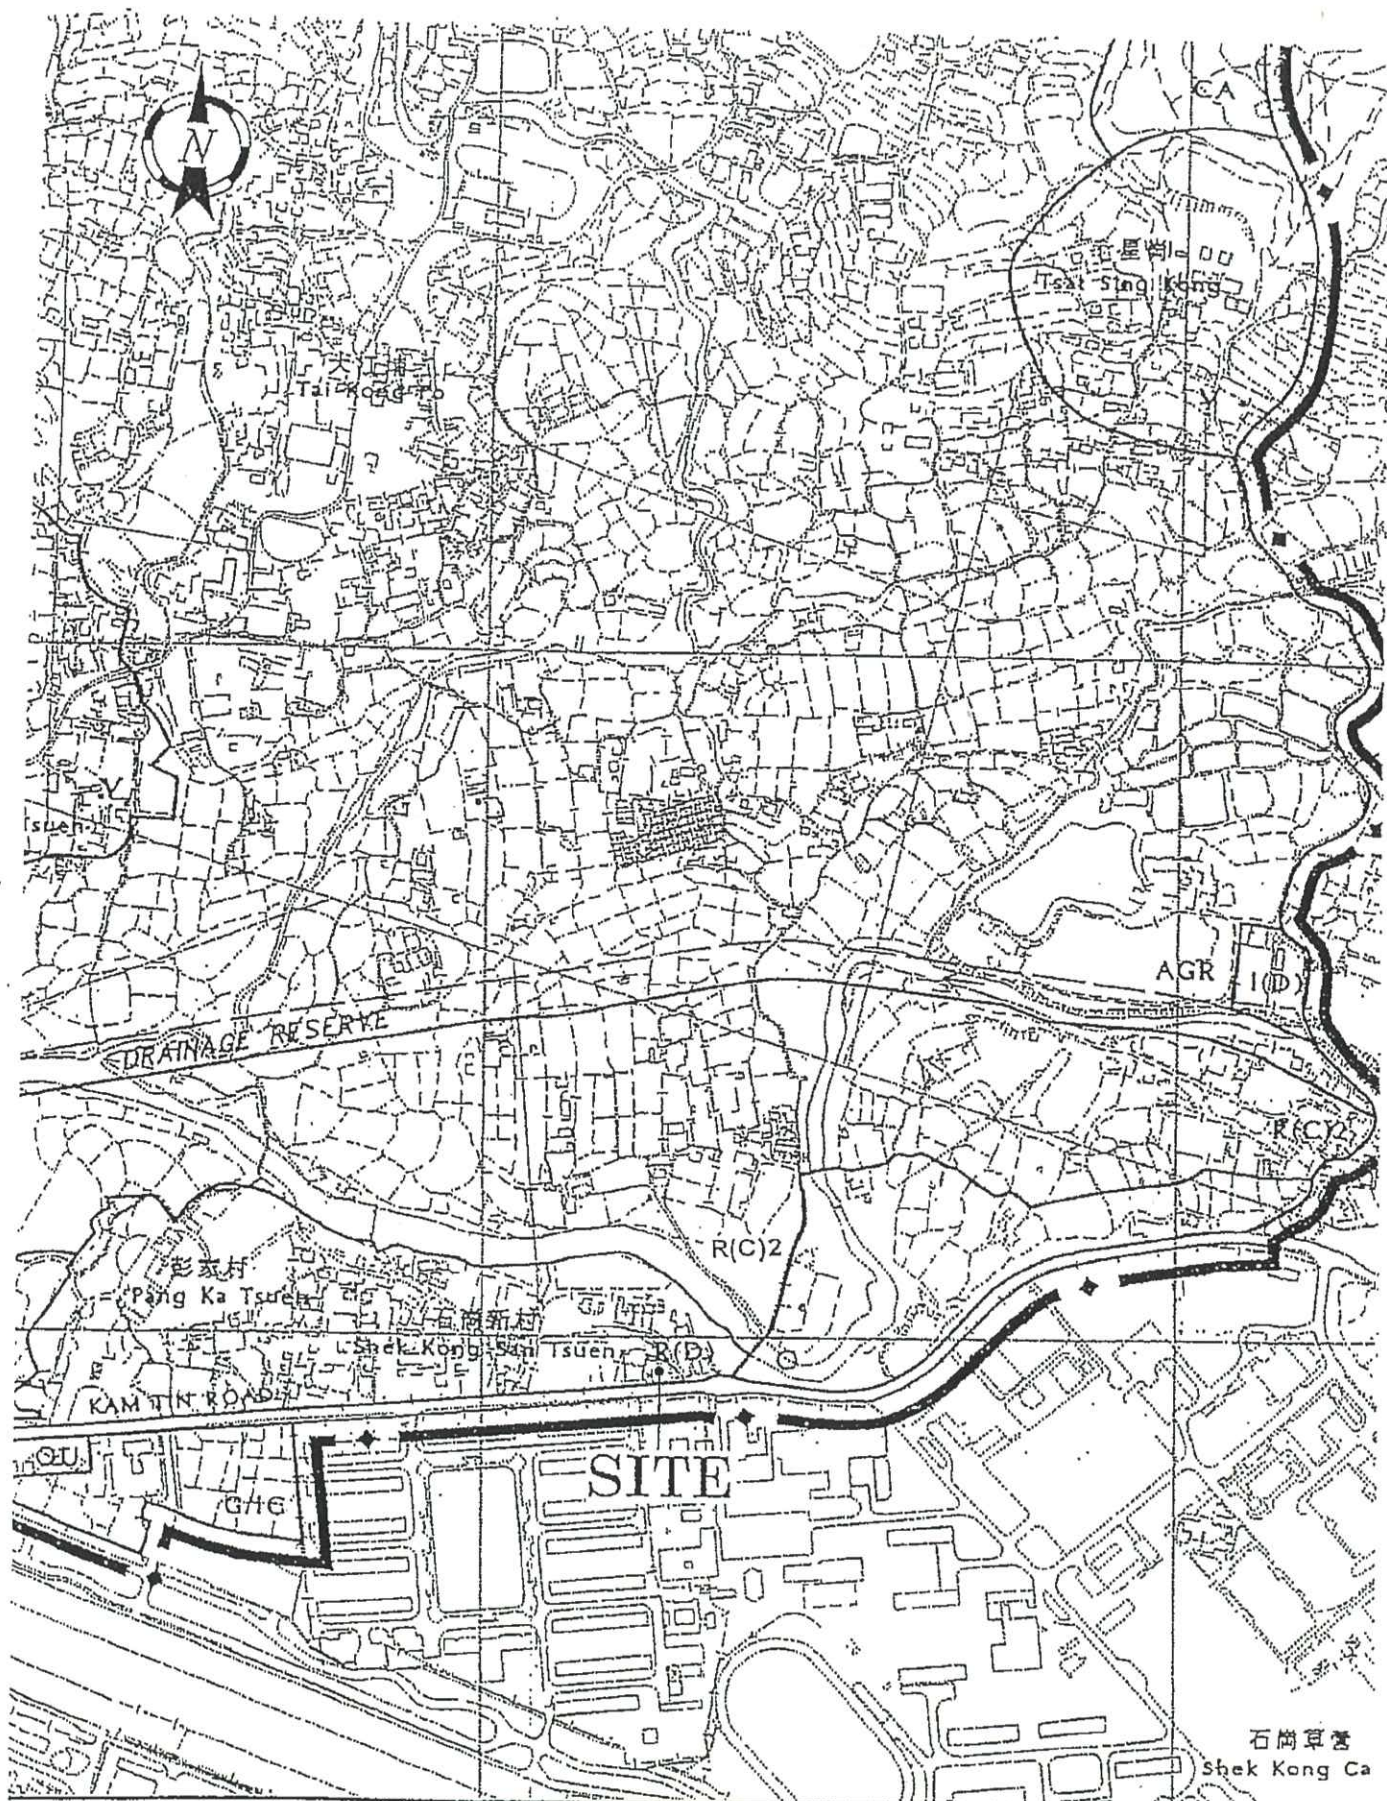 CA
N
七星崗
Tsat Sing Kong
V
大江埔
Tai Kong Po
V
Tsuen
AGR
I(D)
DRAINAGE RESERVE
R(C)2
R(C)2
彭家村
Pang Ka Tsuen
石崗新村
Shek Kong San Tsuen
R(D)
O
KAM TIN ROAD
OU
G/IC
SITE
石崗軍營
Shek Kong Ca